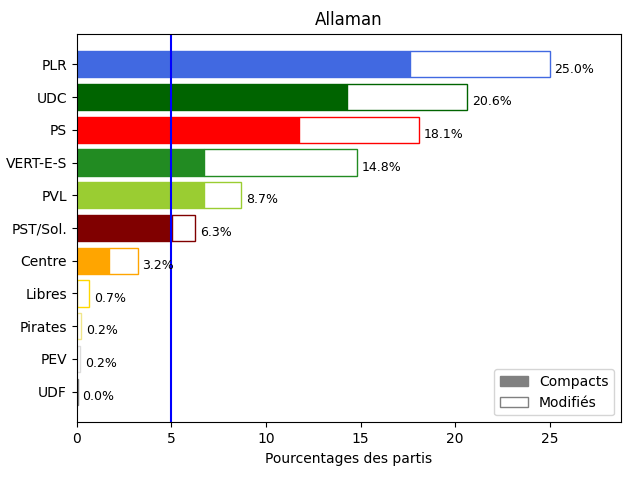 Allaman
PLR 25.0%
UDC 20.6%
PS 18.1%
VERT-E-S 14.8%
PVL 8.7%
PST/Sol. 6.3%
Centre 3.2%
Libres 0.7%
Pirates 0.2%
PEV 0.2%
UDF 0.0%
Compacts
Modifiés
0 5 10 15 20 25
Pourcentages des partis